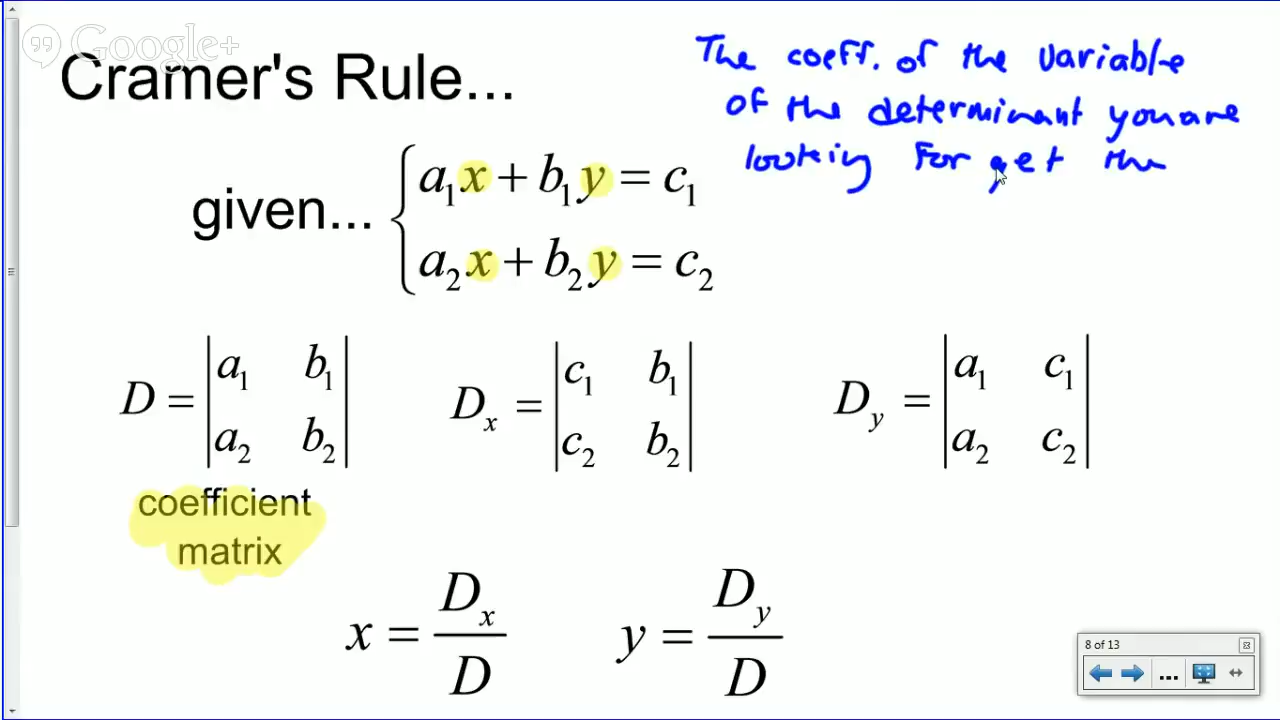 Google+
Cramer's Rule...
The coeff. of the variable
of the determinant you are
looking for get the
given... { a₁x + b₁y = c₁
a₂x + b₂y = c₂
D = | a₁ b₁ |
| a₂ b₂ |
Dₓ = | c₁ b₁ |
| c₂ b₂ |
D_y = | a₁ c₁ |
| a₂ c₂ |
coefficient
matrix
x = Dₓ / D
y = D_y / D
8 of 13
...